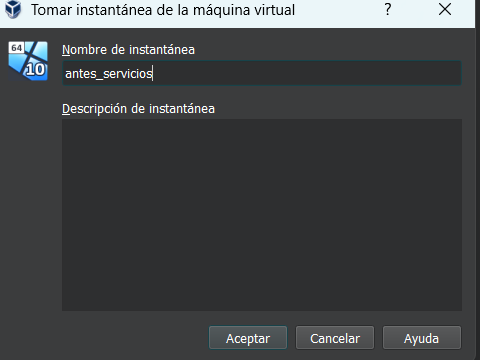 Tomar instantánea de la máquina virtual ?
64
10
Nombre de instantánea
antes_servicios
Descripción de instantánea
Aceptar Cancelar Ayuda